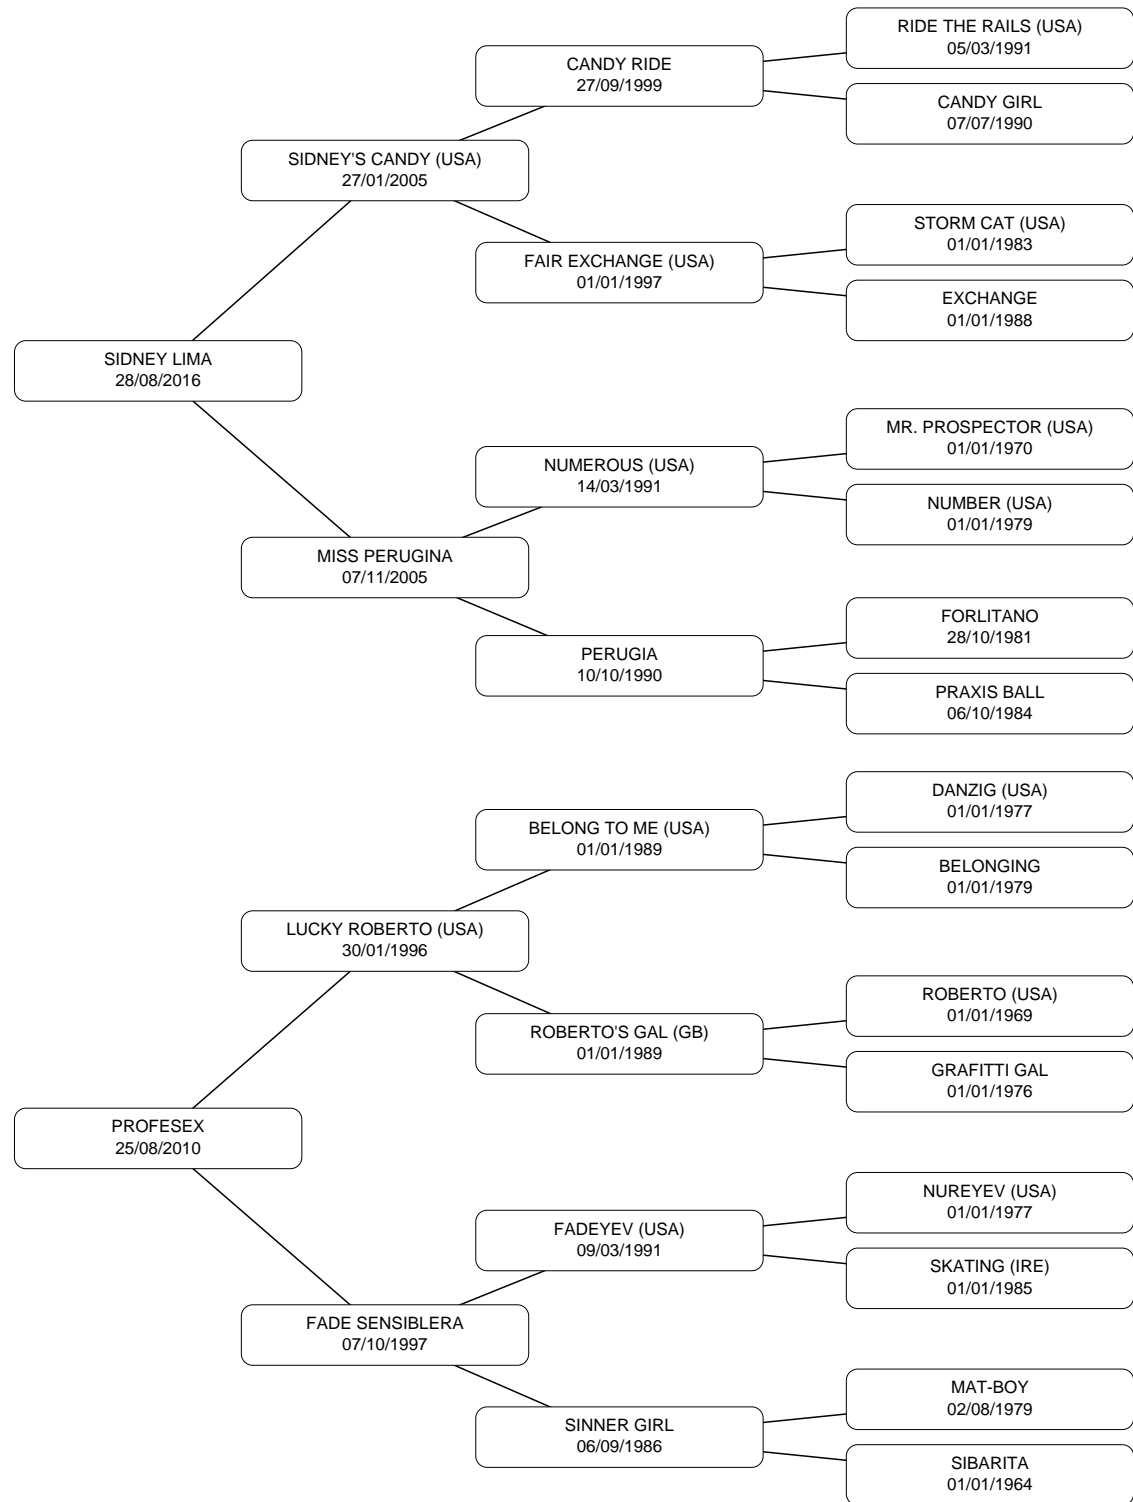 RIDE THE RAILS (USA)
05/03/1991
CANDY RIDE
27/09/1999
CANDY GIRL
07/07/1990
SIDNEY'S CANDY (USA)
27/01/2005
STORM CAT (USA)
01/01/1983
FAIR EXCHANGE (USA)
01/01/1997
EXCHANGE
01/01/1988
SIDNEY LIMA
28/08/2016
MR. PROSPECTOR (USA)
01/01/1970
NUMEROUS (USA)
14/03/1991
NUMBER (USA)
01/01/1979
MISS PERUGINA
07/11/2005
FORLITANO
28/10/1981
PERUGIA
10/10/1990
PRAXIS BALL
06/10/1984
DANZIG (USA)
01/01/1977
BELONG TO ME (USA)
01/01/1989
BELONGING
01/01/1979
LUCKY ROBERTO (USA)
30/01/1996
ROBERTO (USA)
01/01/1969
ROBERTO'S GAL (GB)
01/01/1989
GRAFITTI GAL
01/01/1976
PROFESEX
25/08/2010
NUREYEV (USA)
01/01/1977
FADEYEV (USA)
09/03/1991
SKATING (IRE)
01/01/1985
FADE SENSIBLERA
07/10/1997
MAT-BOY
02/08/1979
SINNER GIRL
06/09/1986
SIBARITA
01/01/1964